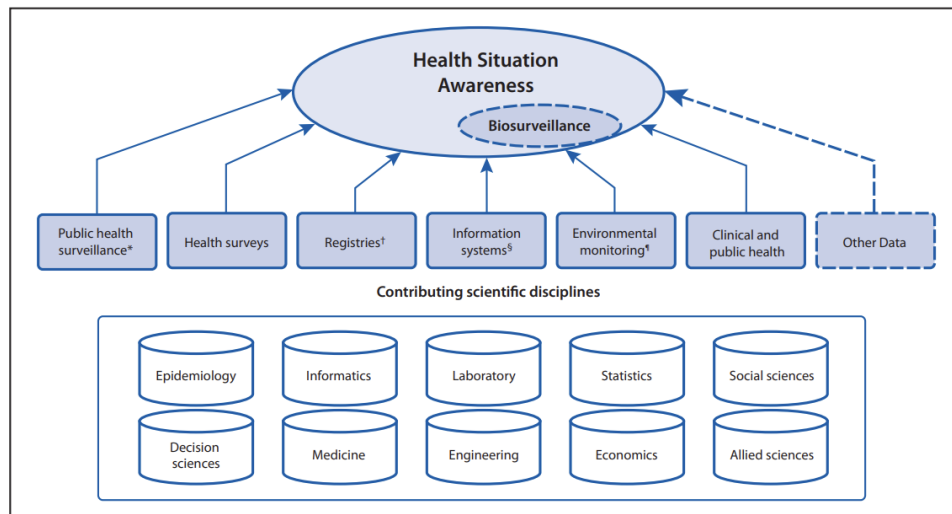 Health Situation
Awareness
Biosurveillance
Public health
surveillance*
Health surveys
Registries†
Information
systems§
Environmental
monitoring¶
Clinical and
public health
Other Data
Contributing scientific disciplines
Epidemiology
Informatics
Laboratory
Statistics
Social sciences
Decision
sciences
Medicine
Engineering
Economics
Allied sciences